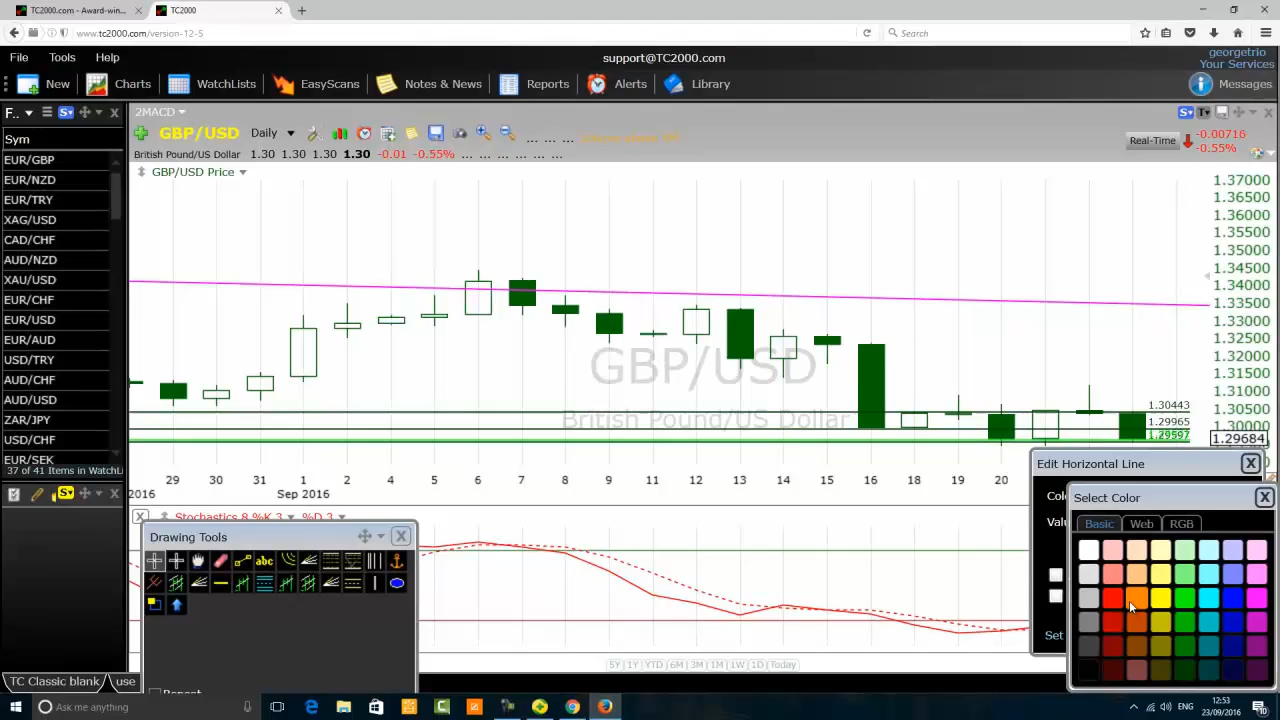 TC2000.com - Award-win...
TC2000
www.tc2000.com/version-12-5
Search
File Tools Help
support@TC2000.com
georgetrio
Your Services
New Charts WatchLists EasyScans Notes & News Reports Alerts Library Messages
F..
2MACD
Sym
GBP/USD Daily
Real-Time
-0.00716
-0.55%
British Pound/US Dollar 1.30 1.30 1.30 1.30 -0.01 -0.55%
GBP/USD Price
EUR/GBP
EUR/NZD
EUR/TRY
XAG/USD
CAD/CHF
AUD/NZD
XAU/USD
EUR/CHF
EUR/USD
EUR/AUD
USD/TRY
AUD/CHF
AUD/USD
ZAR/JPY
USD/CHF
EUR/SEK
37 of 41 Items in WatchLi
1.37000
1.36500
1.36000
1.35500
1.35000
1.34500
1.34000
1.33500
1.33000
1.32500
1.32000
1.31500
1.31000
1.30500
1.30000
1.29684
1.30443
1.29965
1.29597
GBP/USD
British Pound/US Dollar
29 30 31 1 2 4 5 6 7 8 9 11 12 13 14 15 16 18 19 20
2016 Sep 2016
Stochastics 8 %K 3 %D 3
Drawing Tools
abc
Repeat
Edit Horizontal Line
Colo
Valu
Set
Select Color
Basic Web RGB
5Y 1Y YTD 6M 3M 1M 1W 1D Today
TC Classic blank use
Ask me anything
ENG
12:53
23/09/2016